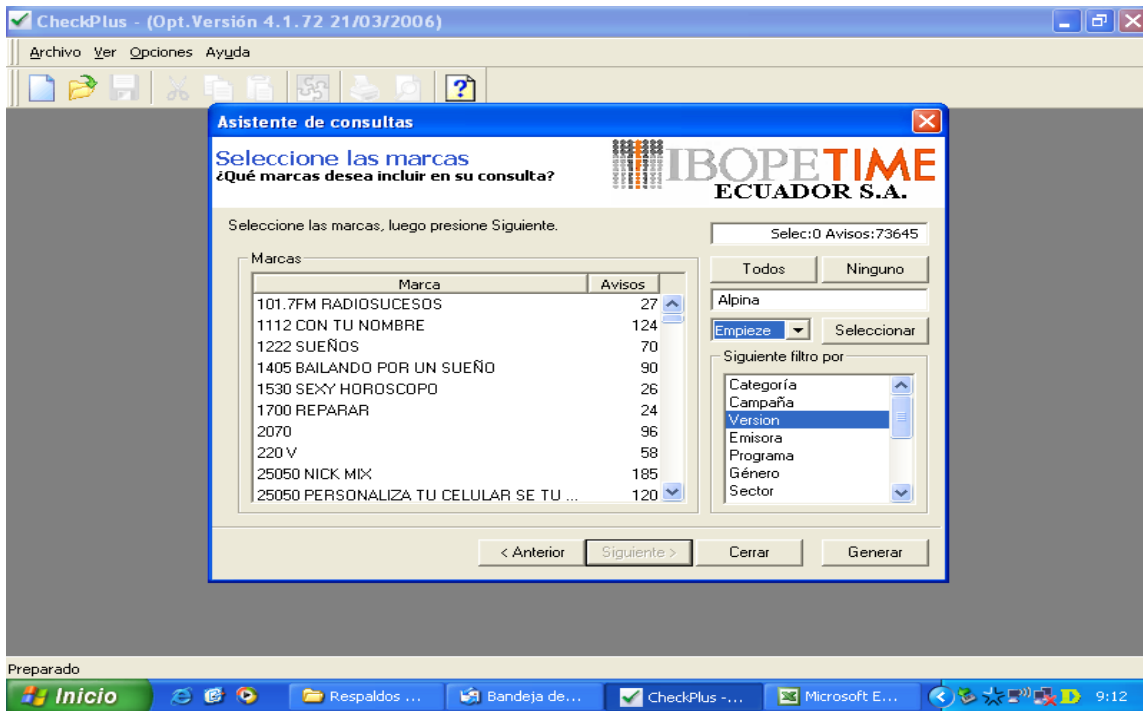 CheckPlus - (Opt.Versión 4.1.72 21/03/2006)
Archivo Ver Opciones Ayuda
Asistente de consultas
Seleccione las marcas
¿Qué marcas desea incluir en su consulta?
IBOPETIME
ECUADOR S.A.
Seleccione las marcas, luego presione Siguiente.
Selec:0 Avisos:73645
Marcas
Todos Ninguno
Marca Avisos
Alpina
101.7FM RADIOSUCESOS 27
1112 CON TU NOMBRE 124
Empieze Seleccionar
1222 SUEÑOS 70
1405 BAILANDO POR UN SUEÑO 90
1530 SEXY HOROSCOPO 26
1700 REPARAR 24
2070 96
220 V 58
25050 NICK MIX 185
25050 PERSONALIZA TU CELULAR SE TU ... 120
Siguiente filtro por
Categoría
Campaña
Version
Emisora
Programa
Género
Sector
< Anterior Siguiente > Cerrar Generar
Preparado
Inicio Respaldos ... Bandeja de... CheckPlus -... Microsoft E... 9:12